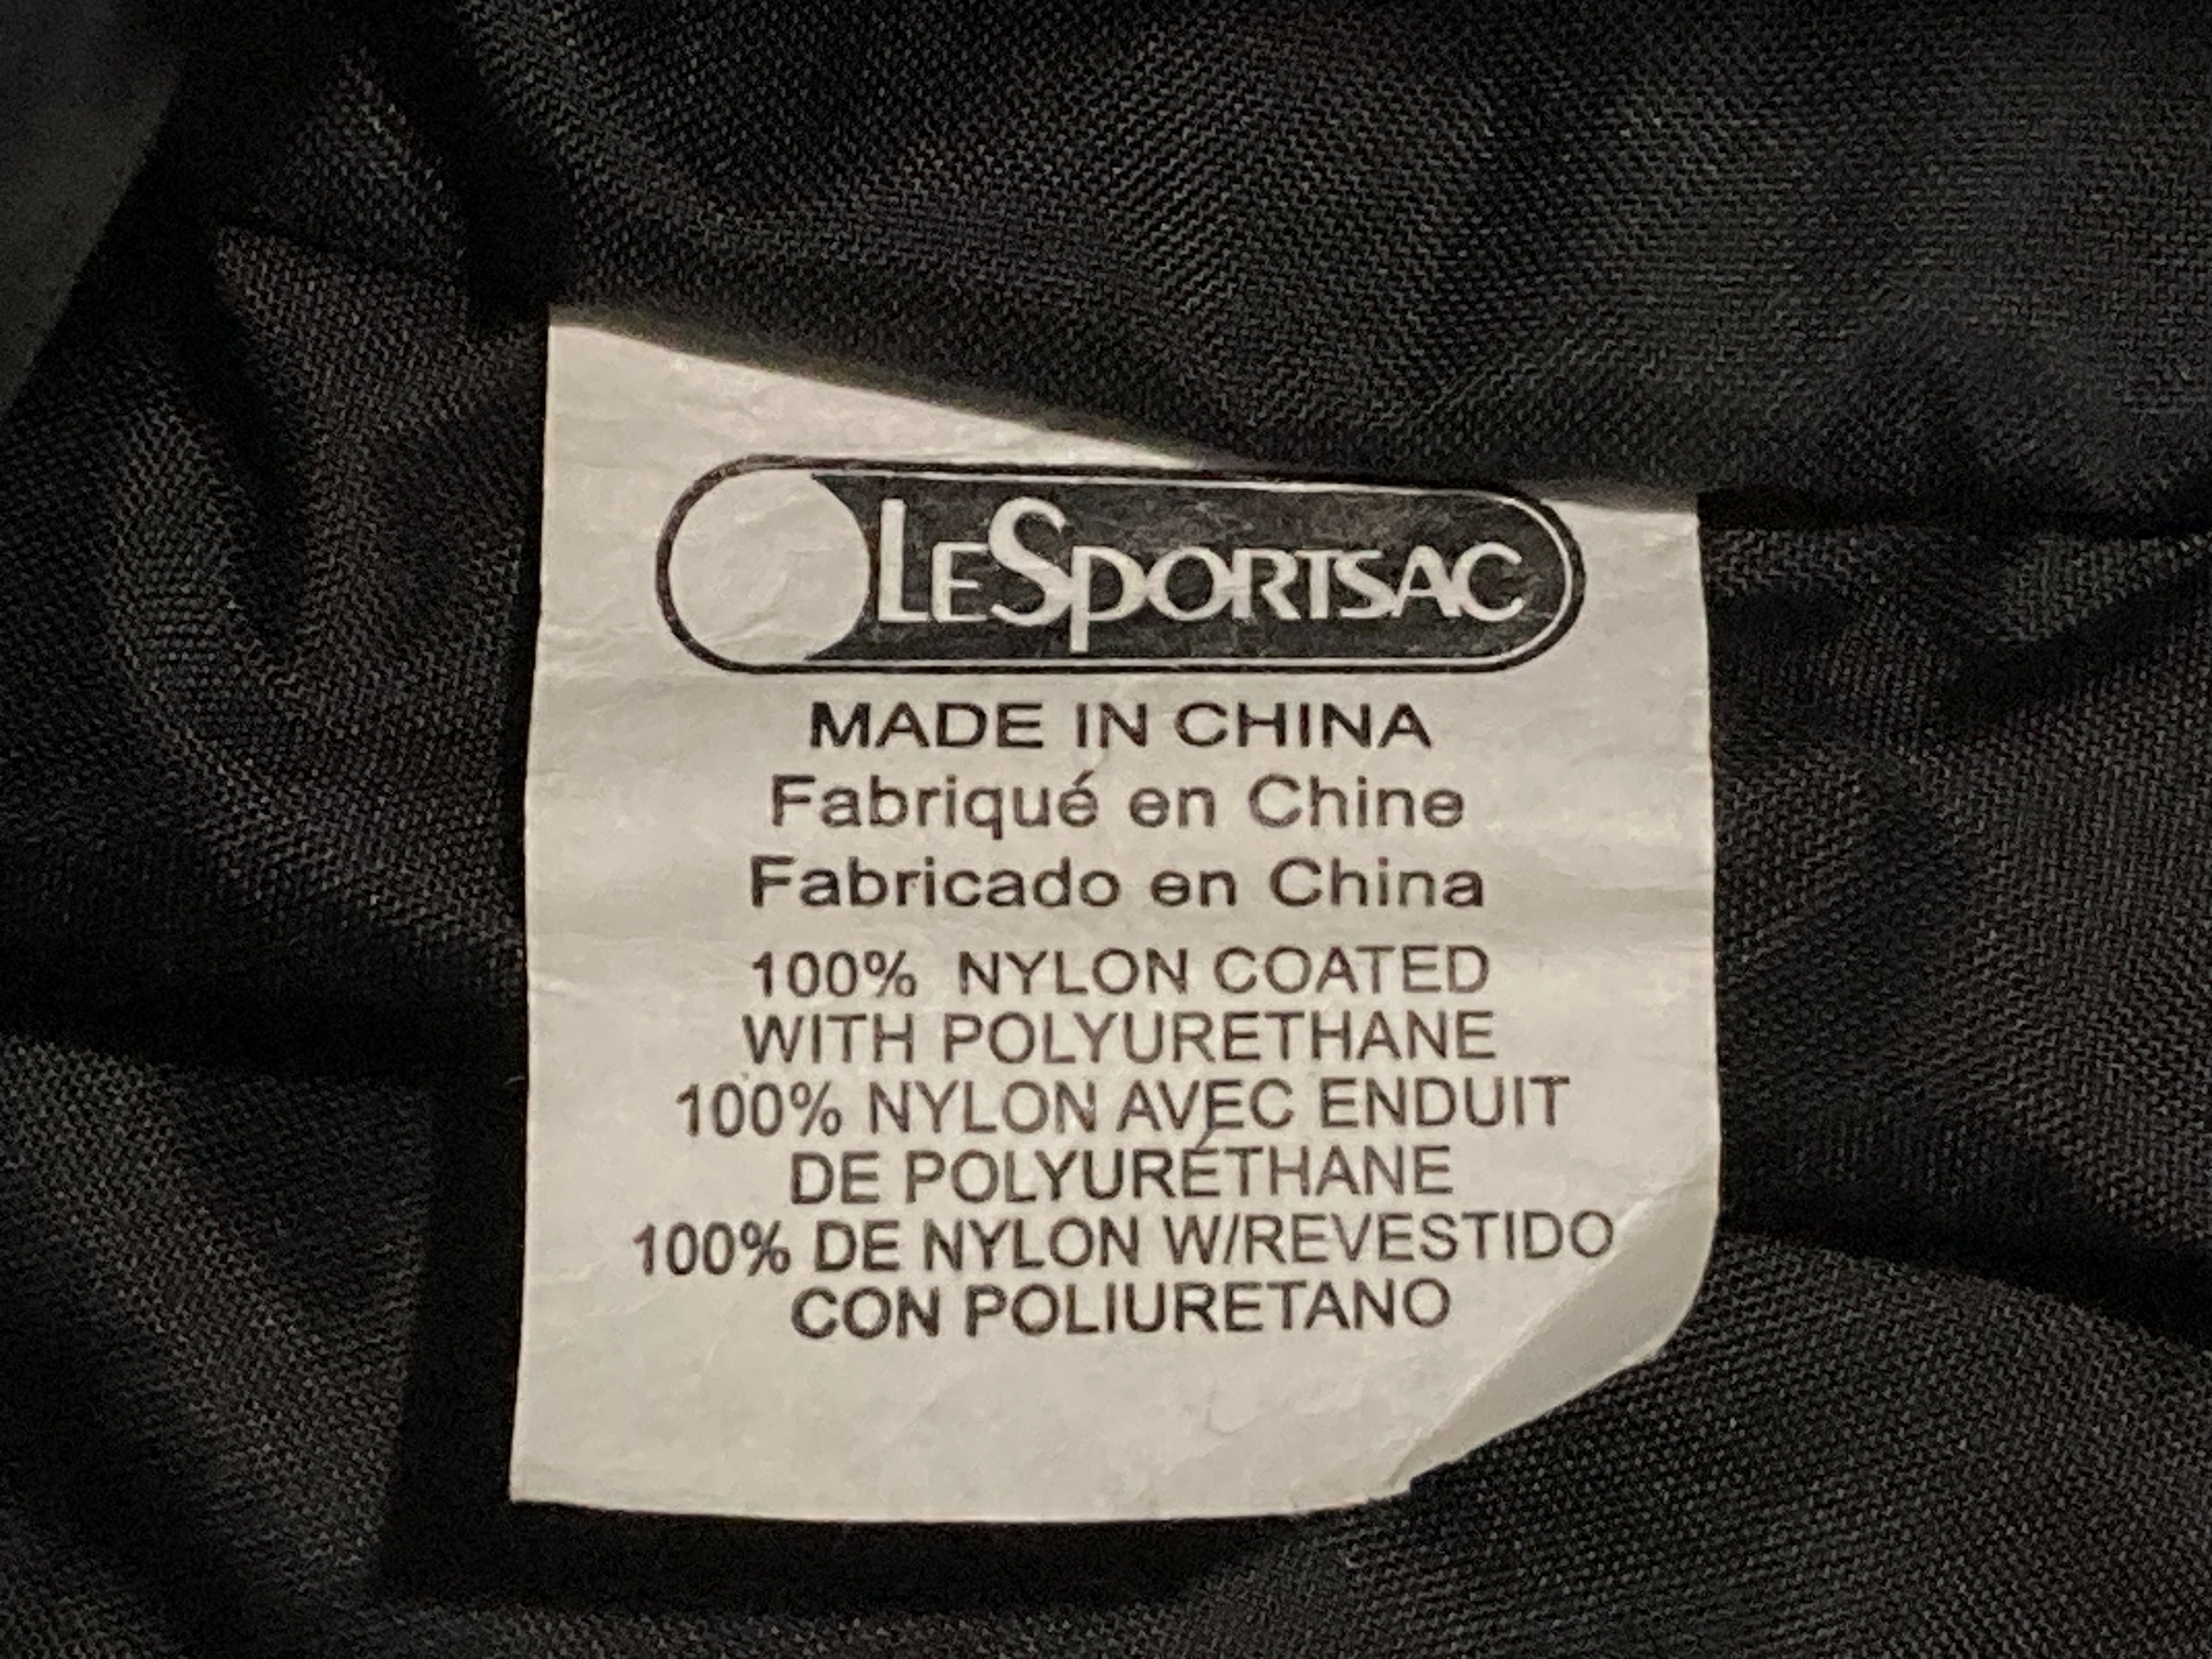 LESPORTSAC
MADE IN CHINA
Fabriqué en Chine
Fabricado en China
100% NYLON COATED
WITH POLYURETHANE
100% NYLON AVEC ENDUIT
DE POLYURÉTHANE
100% DE NYLON W/REVESTIDO
CON POLIURETANO